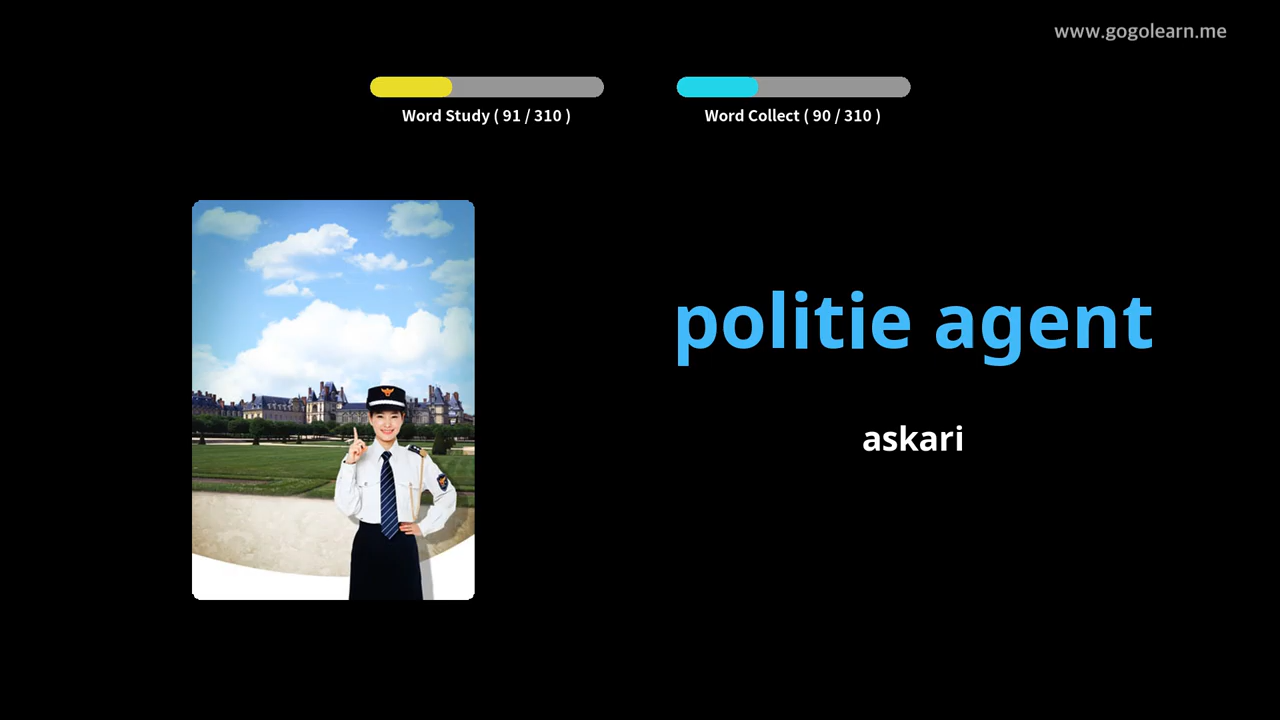 www.gogolearn.me
Word Study ( 91 / 310 )
Word Collect ( 90 / 310 )
politie agent
askari